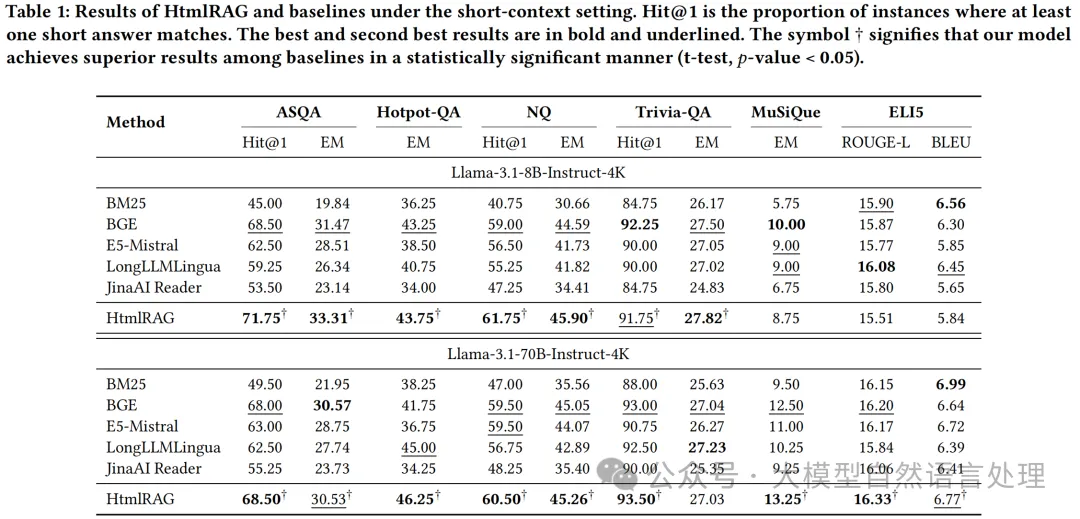 Table 1: Results of HtmlRAG and baselines under the short-context setting. Hit@1 is the proportion of instances where at least
one short answer matches. The best and second best results are in bold and underlined. The symbol † signifies that our model
achieves superior results among baselines in a statistically significant manner (t-test, p-value < 0.05).
Method ASQA Hotpot-QA NQ Trivia-QA MuSiQue ELI5
Hit@1 EM EM Hit@1 EM Hit@1 EM EM ROUGE-L BLEU
Llama-3.1-8B-Instruct-4K
BM25 45.00 19.84 36.25 40.75 30.66 84.75 26.17 5.75 15.90 6.56
BGE 68.50 31.47 43.25 59.00 44.59 92.25 27.50 10.00 15.87 6.30
E5-Mistral 62.50 28.51 38.50 56.50 41.73 90.00 27.05 9.00 15.77 5.85
LongLLMLingua 59.25 26.34 40.75 55.25 41.82 90.00 27.02 9.00 16.08 6.45
JinaAI Reader 53.50 23.14 34.00 47.25 34.41 84.75 24.83 6.75 15.80 5.65
HtmlRAG 71.75† 33.31† 43.75† 61.75† 45.90† 91.75† 27.82† 8.75 15.51 5.84
Llama-3.1-70B-Instruct-4K
BM25 49.50 21.95 38.25 47.00 35.56 88.00 25.63 9.50 16.15 6.99
BGE 68.00 30.57 41.75 59.50 45.05 93.00 27.04 12.50 16.20 6.64
E5-Mistral 63.00 28.75 36.75 59.50 44.07 90.75 26.27 11.00 16.17 6.72
LongLLMLingua 62.50 27.74 45.00 56.75 42.89 92.50 27.23 10.25 15.84 6.39
JinaAI Reader 55.25 23.73 34.25 48.25 35.40 90.00 25.35 9.25 16.06 6.41
公众号 · 大模型自然语言处理
HtmlRAG 68.50† 30.53† 46.25† 60.50† 45.26† 93.50† 27.03 13.25† 16.33† 6.77†